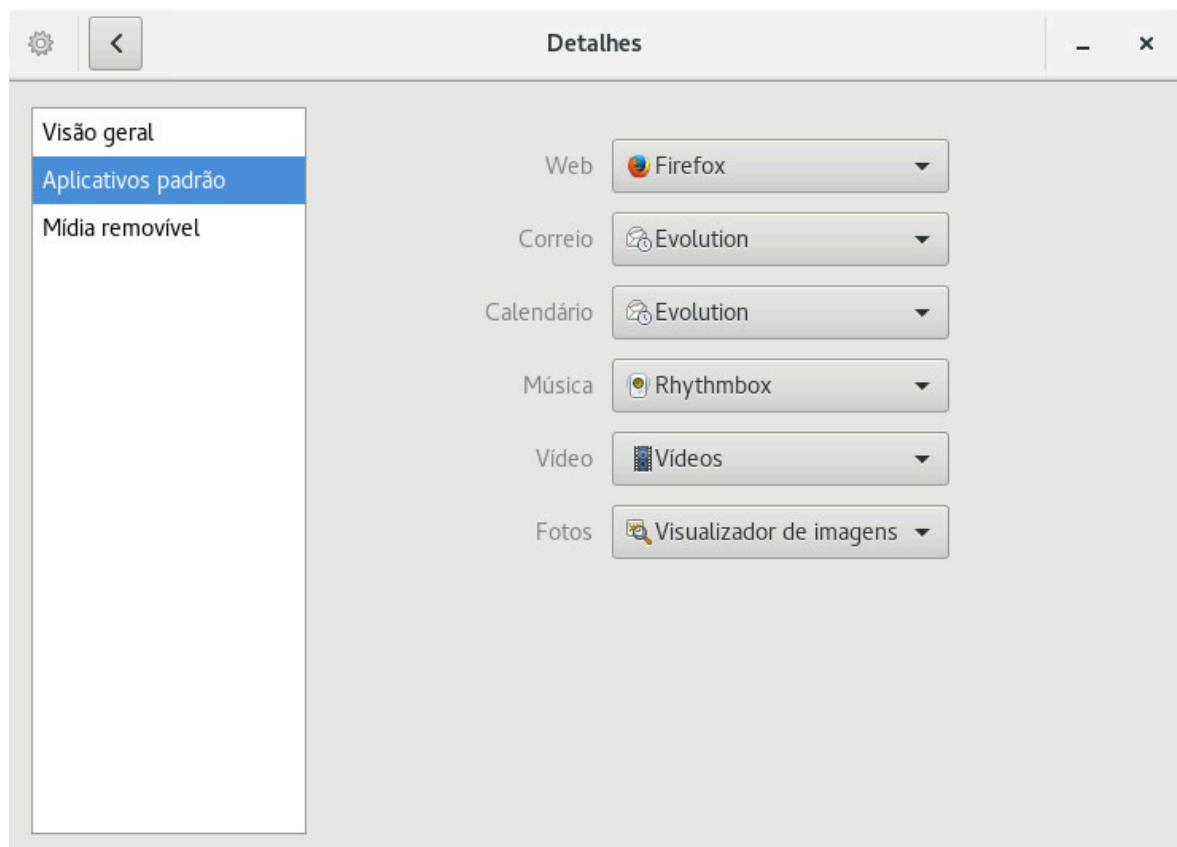 Detalhes
Visão geral
Aplicativos padrão
Mídia removível
Web Firefox
Correio Evolution
Calendário Evolution
Música Rhythmbox
Vídeo Vídeos
Fotos Visualizador de imagens